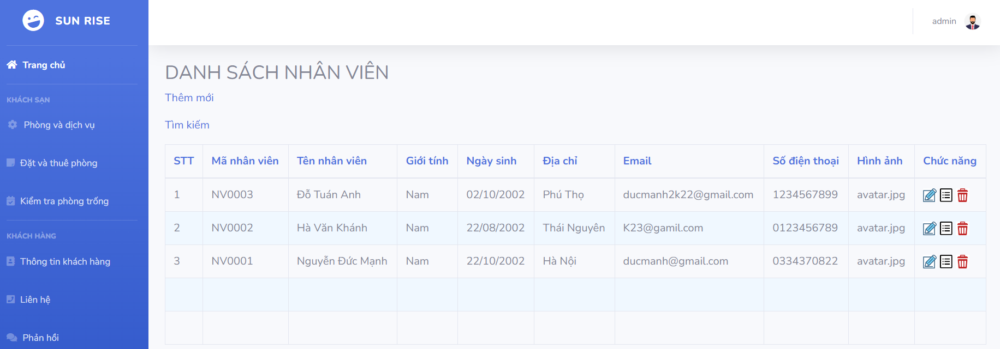 SUN RISE
admin
Trang chủ
KHÁCH SẠN
Phòng và dịch vụ
Đặt và thuê phòng
Kiểm tra phòng trống
KHÁCH HÀNG
Thông tin khách hàng
Liên hệ
Phản hồi
DANH SÁCH NHÂN VIÊN
Thêm mới
Tìm kiếm
STT Mã nhân viên Tên nhân viên Giới tính Ngày sinh Địa chỉ Email Số điện thoại Hình ảnh Chức năng
1 NV0003 Đỗ Tuán Anh Nam 02/10/2002 Phú Thọ ducmanh2k22@gmail.com 1234567899 avatar.jpg
2 NV0002 Hà Văn Khánh Nam 22/08/2002 Thái Nguyên K23@gamil.com 0123456789 avatar.jpg
3 NV0001 Nguyễn Đức Mạnh Nam 22/10/2002 Hà Nội ducmanh@gmail.com 0334370822 avatar.jpg